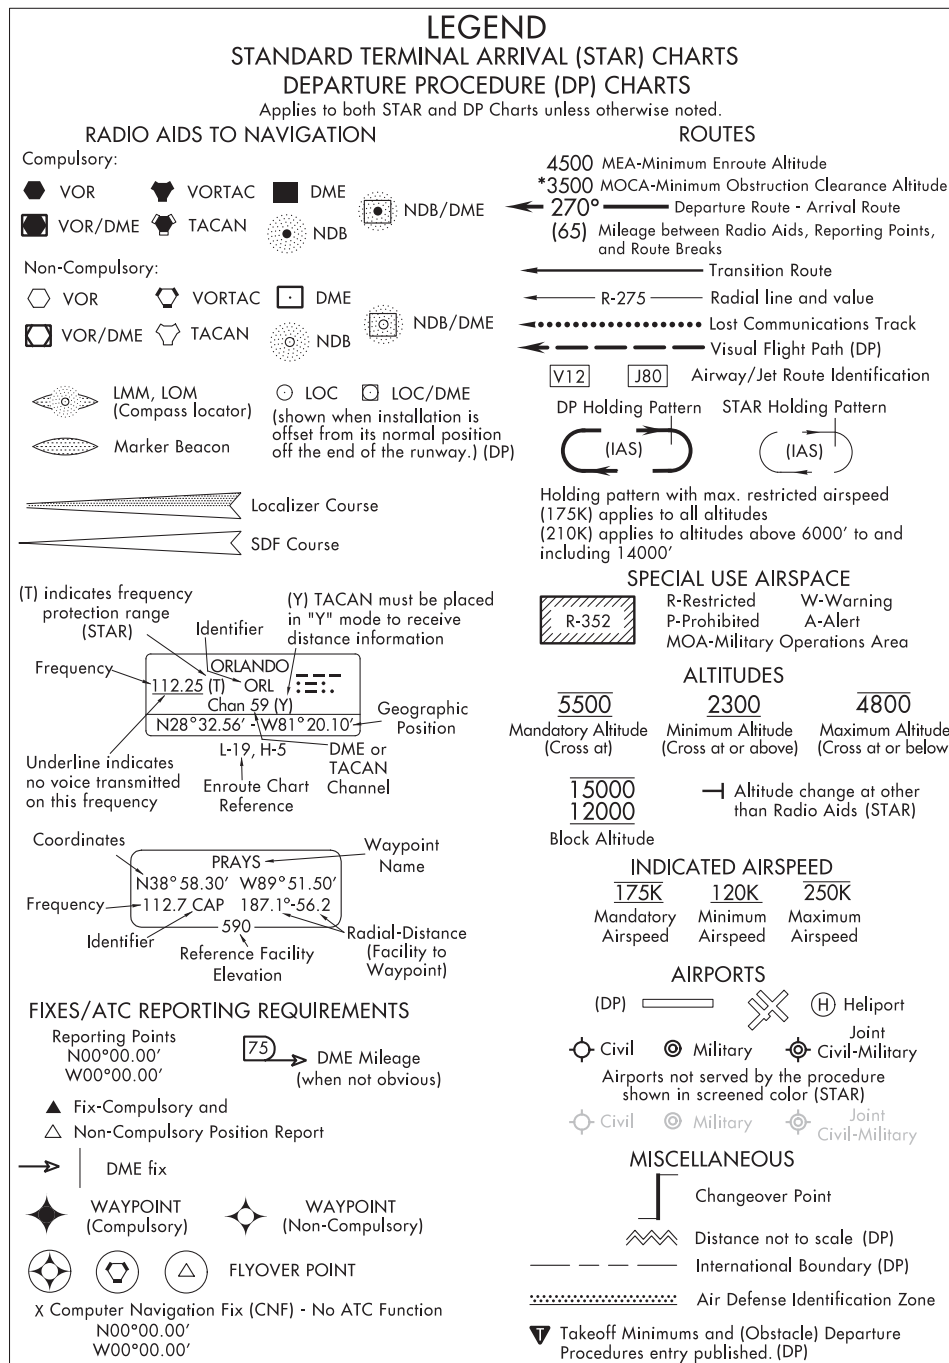 LEGEND
STANDARD TERMINAL ARRIVAL (STAR) CHARTS
DEPARTURE PROCEDURE (DP) CHARTS
Applies to both STAR and DP Charts unless otherwise noted.
RADIO AIDS TO NAVIGATION
Compulsory:
VOR
VORTAC
DME
NDB/DME
VOR/DME
TACAN
NDB
Non-Compulsory:
VOR
VORTAC
DME
NDB/DME
VOR/DME
TACAN
NDB
LMM, LOM
(Compass locator)
LOC
LOC/DME
(shown when installation is
offset from its normal position
off the end of the runway.) (DP)
Marker Beacon
Localizer Course
SDF Course
(T) indicates frequency
protection range
(STAR)
Identifier
(Y) TACAN must be placed
in "Y" mode to receive
distance information
Frequency
ORLANDO
112.25 (T) ORL
Chan 59 (Y)
N28°32.56' -W81°20.10'
Geographic
Position
L-19, H-5
Underline indicates
no voice transmitted
on this frequency
Enroute Chart
Reference
DME or
TACAN
Channel
Coordinates
Waypoint
Name
PRAYS
N38°58.30' W89°51.50'
Frequency
112.7 CAP 187.1°-56.2
590
Identifier
Reference Facility
Elevation
Radial-Distance
(Facility to
Waypoint)
FIXES/ATC REPORTING REQUIREMENTS
Reporting Points
N00°00.00'
W00°00.00'
75
DME Mileage
(when not obvious)
Fix-Compulsory and
Non-Compulsory Position Report
DME fix
WAYPOINT
(Compulsory)
WAYPOINT
(Non-Compulsory)
FLYOVER POINT
X Computer Navigation Fix (CNF) - No ATC Function
N00°00.00'
W00°00.00'
ROUTES
4500 MEA-Minimum Enroute Altitude
*3500 MOCA-Minimum Obstruction Clearance Altitude
270° Departure Route - Arrival Route
(65) Mileage between Radio Aids, Reporting Points,
and Route Breaks
Transition Route
R-275 Radial line and value
Lost Communications Track
Visual Flight Path (DP)
V12 J80 Airway/Jet Route Identification
DP Holding Pattern
STAR Holding Pattern
(IAS)
(IAS)
Holding pattern with max. restricted airspeed
(175K) applies to all altitudes
(210K) applies to altitudes above 6000' to and
including 14000'
SPECIAL USE AIRSPACE
R-352
R-Restricted W-Warning
P-Prohibited A-Alert
MOA-Military Operations Area
ALTITUDES
5500
Mandatory Altitude
(Cross at)
2300
Minimum Altitude
(Cross at or above)
4800
Maximum Altitude
(Cross at or below)
15000
12000
Block Altitude
Altitude change at other
than Radio Aids (STAR)
INDICATED AIRSPEED
175K
Mandatory
Airspeed
120K
Minimum
Airspeed
250K
Maximum
Airspeed
AIRPORTS
(DP)
H Heliport
Civil
Military
Joint
Civil-Military
Airports not served by the procedure
shown in screened color (STAR)
Civil
Military
Joint
Civil-Military
MISCELLANEOUS
Changeover Point
Distance not to scale (DP)
International Boundary (DP)
Air Defense Identification Zone
T Takeoff Minimums and (Obstacle) Departure
Procedures entry published. (DP)